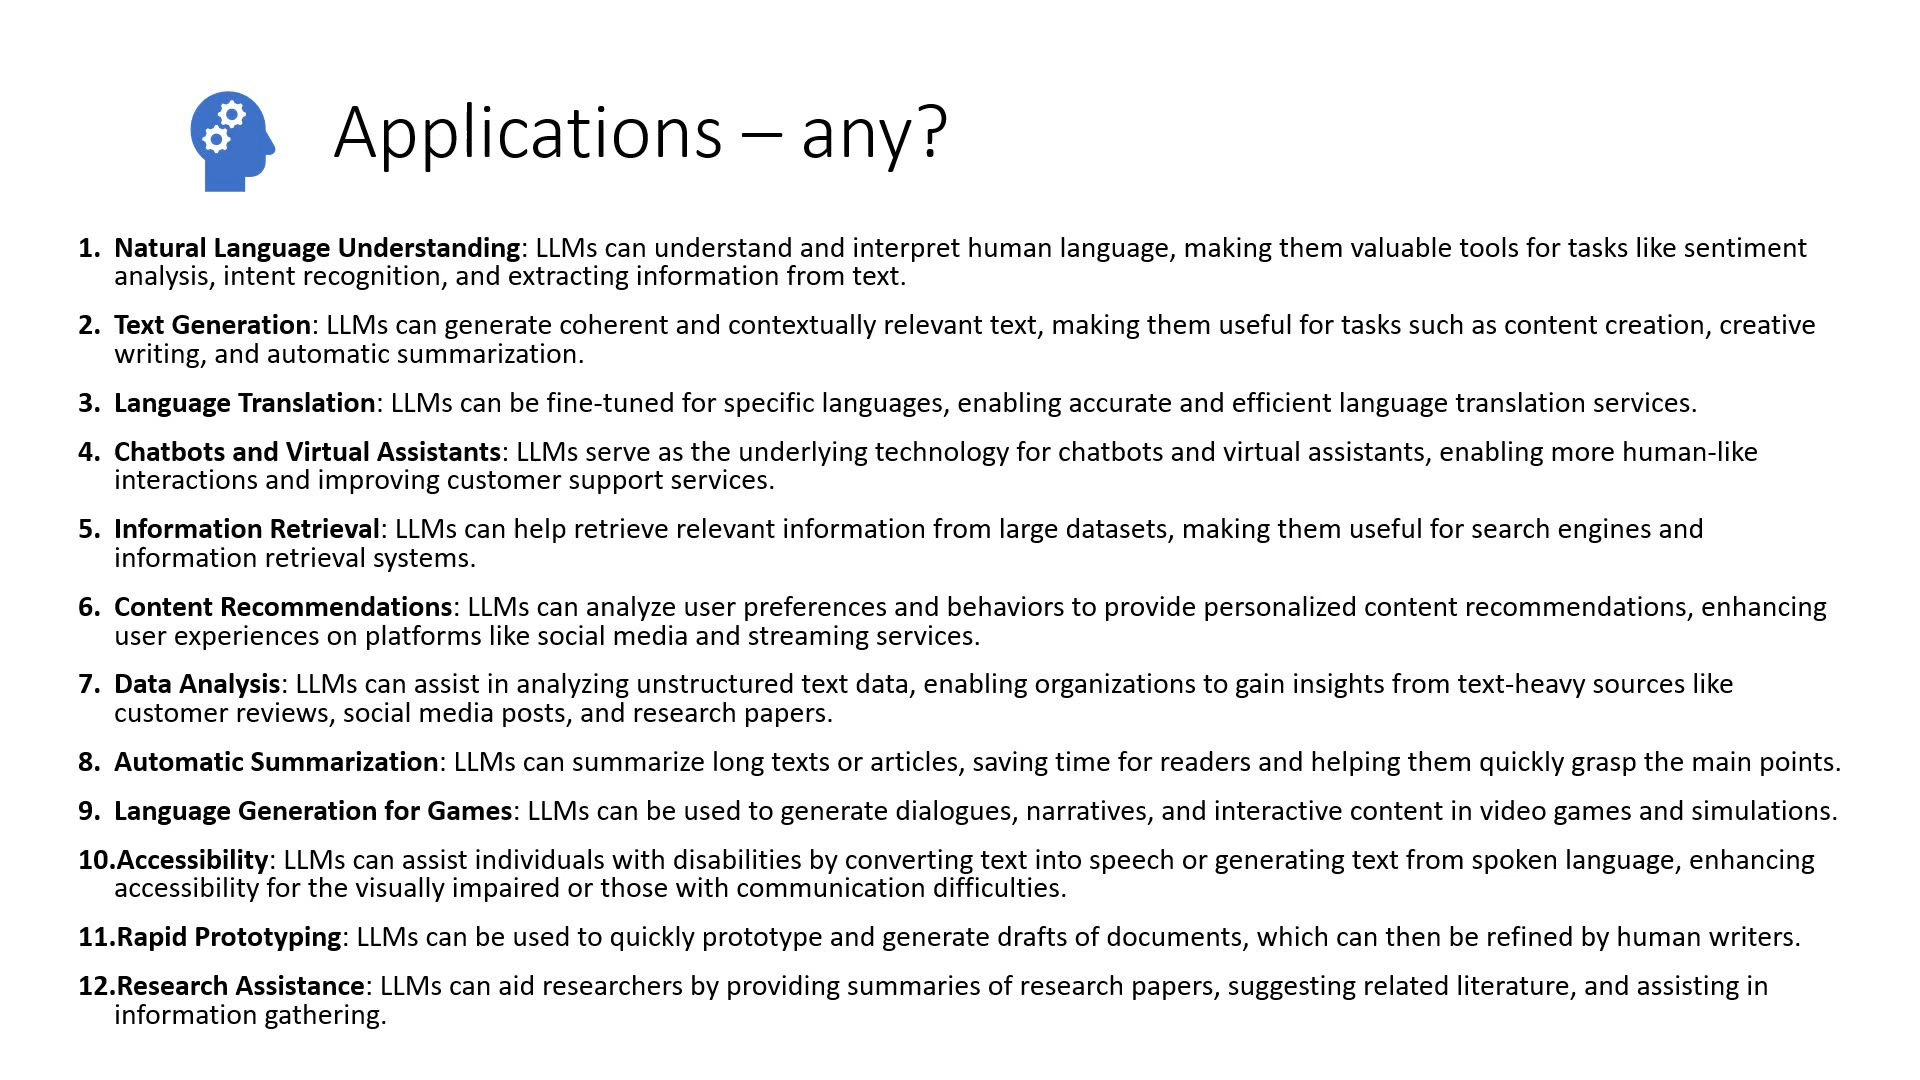 Applications – any?
1. Natural Language Understanding: LLMs can understand and interpret human language, making them valuable tools for tasks like sentiment
analysis, intent recognition, and extracting information from text.
2. Text Generation: LLMs can generate coherent and contextually relevant text, making them useful for tasks such as content creation, creative
writing, and automatic summarization.
3. Language Translation: LLMs can be fine-tuned for specific languages, enabling accurate and efficient language translation services.
4. Chatbots and Virtual Assistants: LLMs serve as the underlying technology for chatbots and virtual assistants, enabling more human-like
interactions and improving customer support services.
5. Information Retrieval: LLMs can help retrieve relevant information from large datasets, making them useful for search engines and
information retrieval systems.
6. Content Recommendations: LLMs can analyze user preferences and behaviors to provide personalized content recommendations, enhancing
user experiences on platforms like social media and streaming services.
7. Data Analysis: LLMs can assist in analyzing unstructured text data, enabling organizations to gain insights from text-heavy sources like
customer reviews, social media posts, and research papers.
8. Automatic Summarization: LLMs can summarize long texts or articles, saving time for readers and helping them quickly grasp the main points.
9. Language Generation for Games: LLMs can be used to generate dialogues, narratives, and interactive content in video games and simulations.
10.Accessibility: LLMs can assist individuals with disabilities by converting text into speech or generating text from spoken language, enhancing
accessibility for the visually impaired or those with communication difficulties.
11.Rapid Prototyping: LLMs can be used to quickly prototype and generate drafts of documents, which can then be refined by human writers.
12.Research Assistance: LLMs can aid researchers by providing summaries of research papers, suggesting related literature, and assisting in
information gathering.